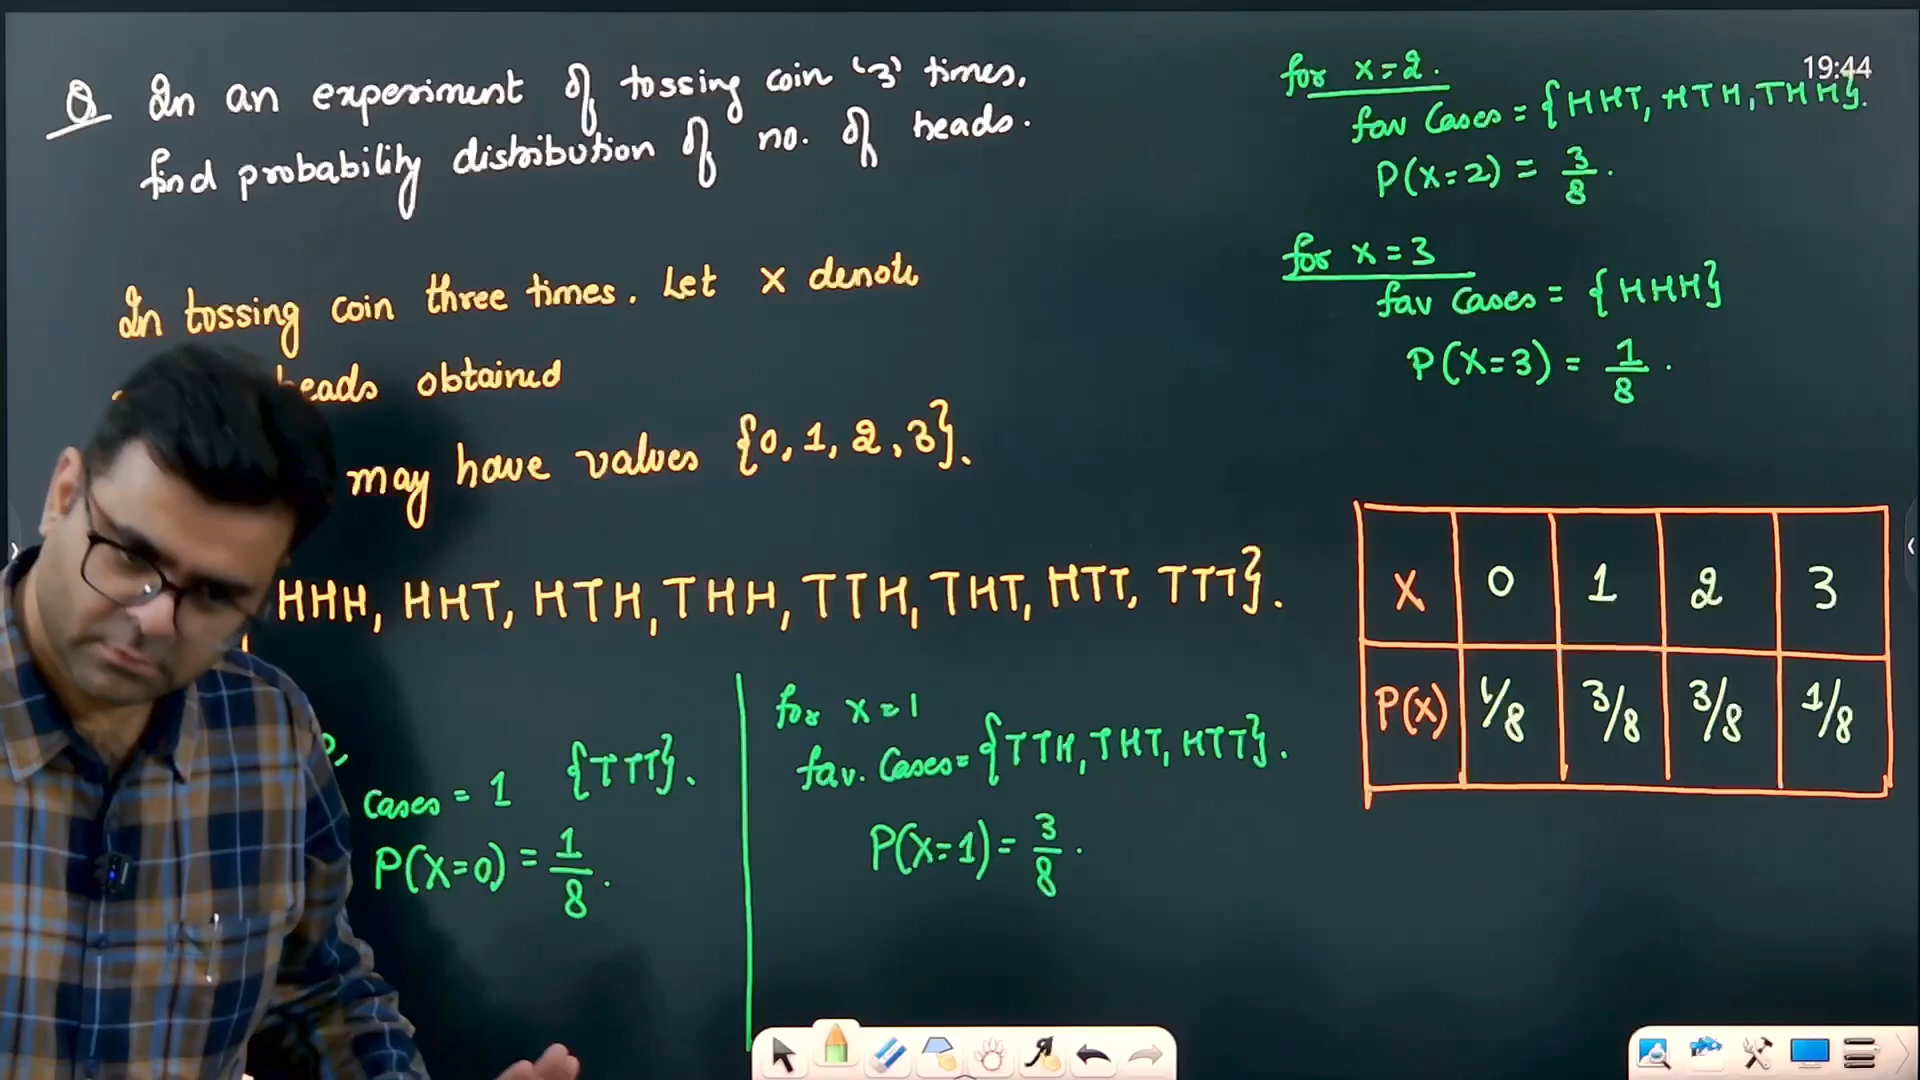 Q In an experiment of tossing coin '3' times.
find probability distribution of no. of heads.
In tossing coin three times. Let X denote
heads obtained
may have values {0, 1, 2, 3}.
HHH, HHT, HTH, THH, TTH, THT, HTT, TTT}.
cases = 1 {TTT}.
P(X=0) = 1/8.
for x=1
fav. Cases = {TTH, THT, HTT}.
P(X=1) = 3/8.
19:44
for x=2.
fav Cases = {HHT, HTH, THH}.
P(X=2) = 3/8.
for x=3
fav Cases = {HHH}
P(X=3) = 1/8.
X 0 1 2 3
P(x) 1/8 3/8 3/8 1/8